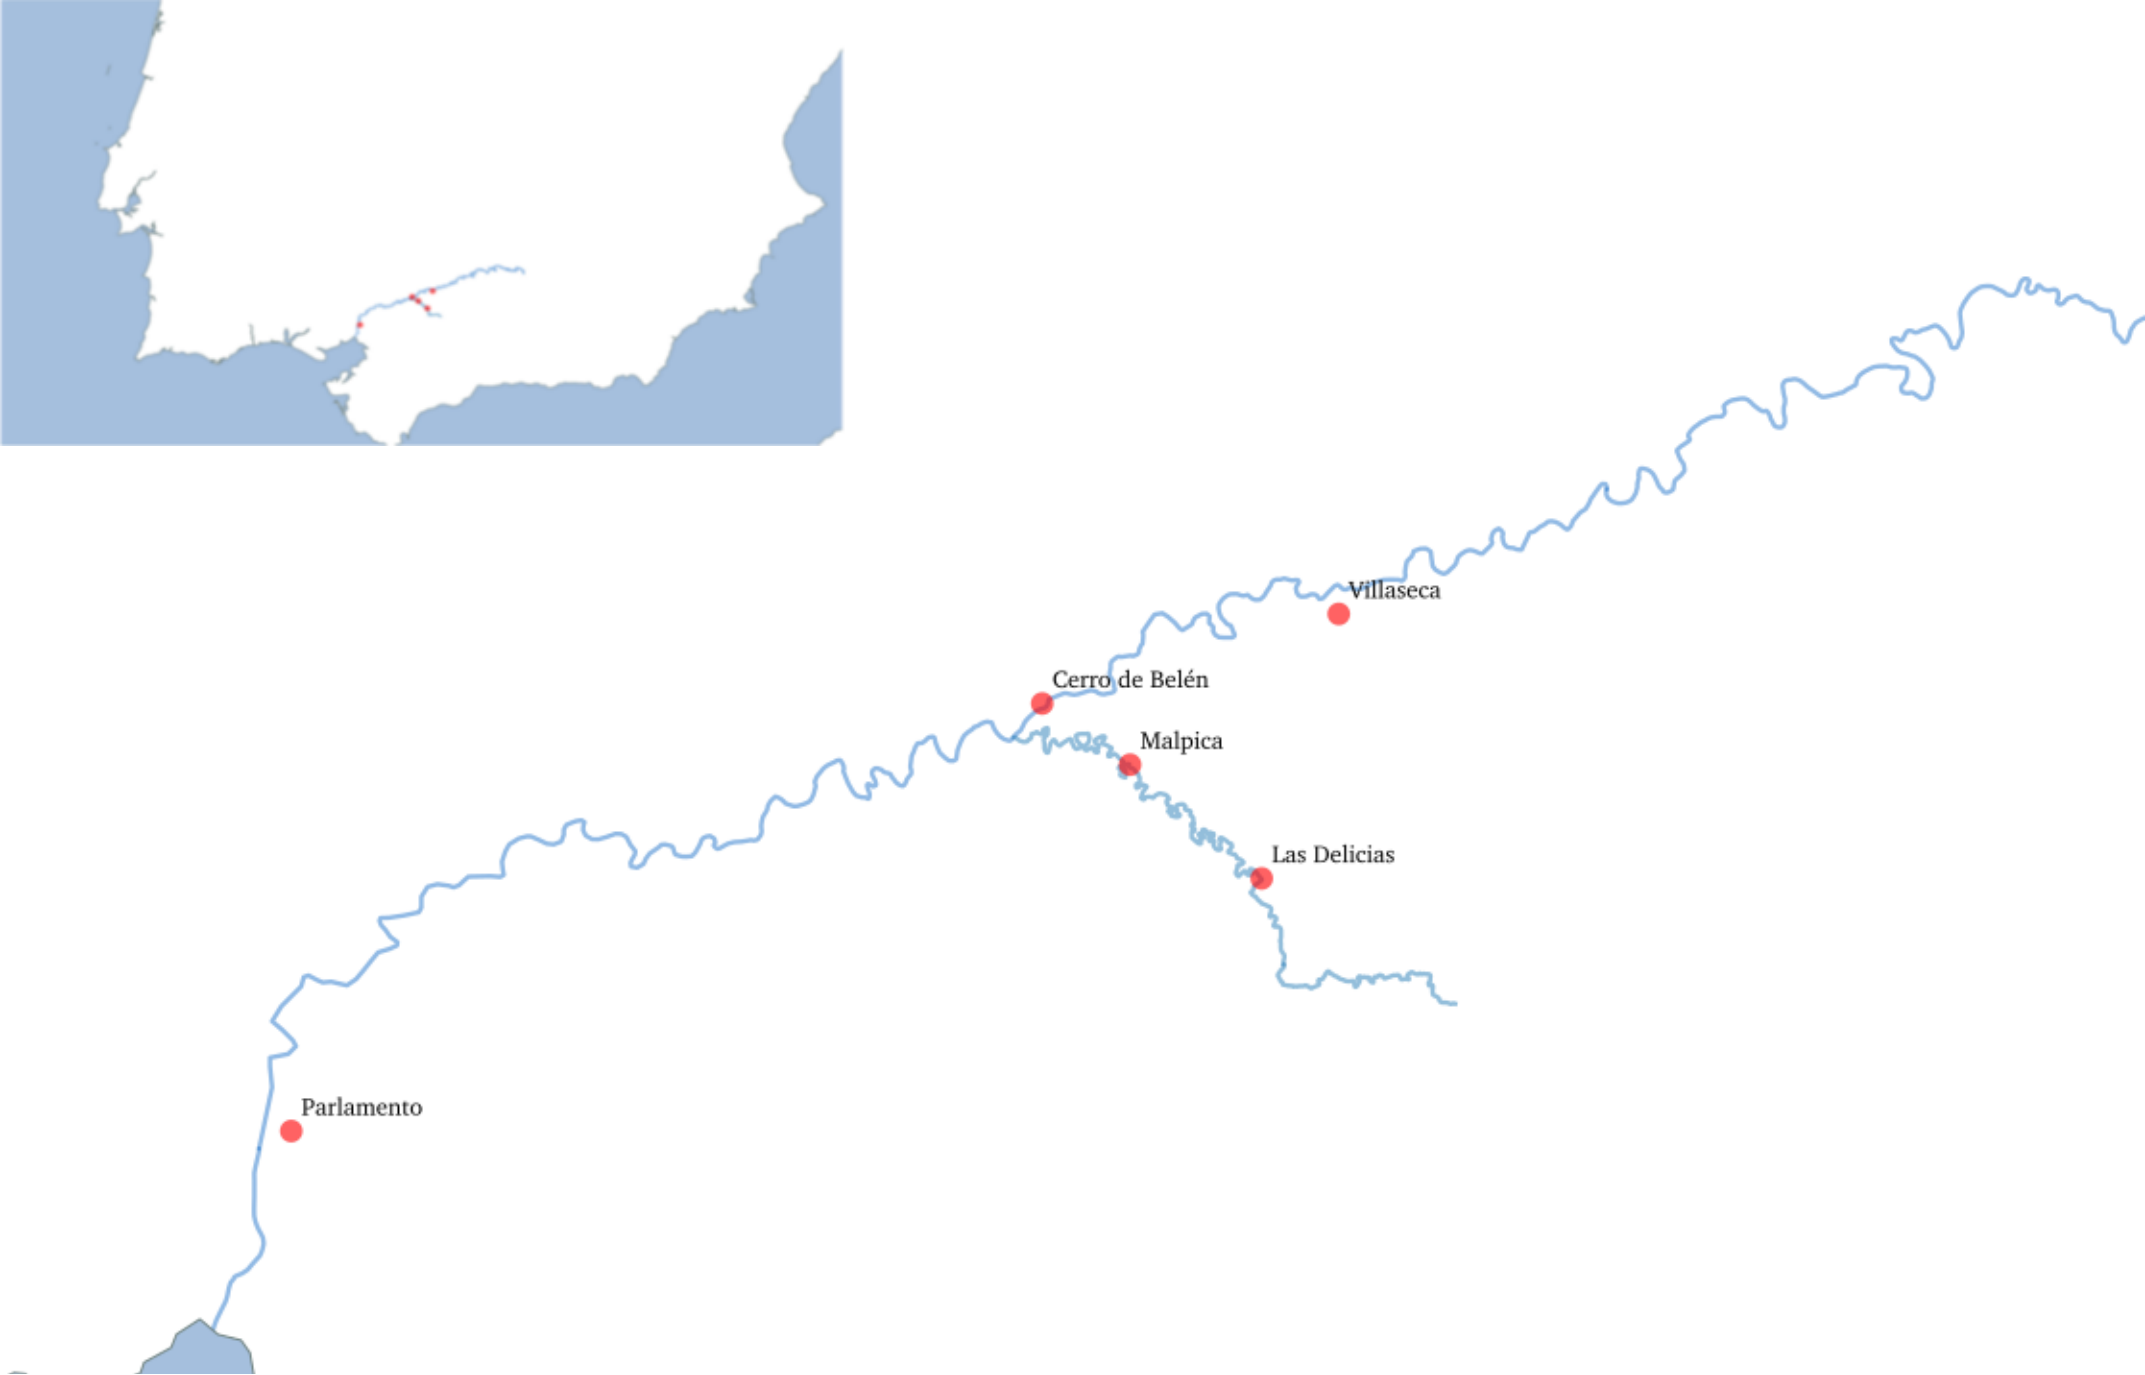 Villaseca
Cerro de Belén
Malpica
Las Delicias
Parlamento